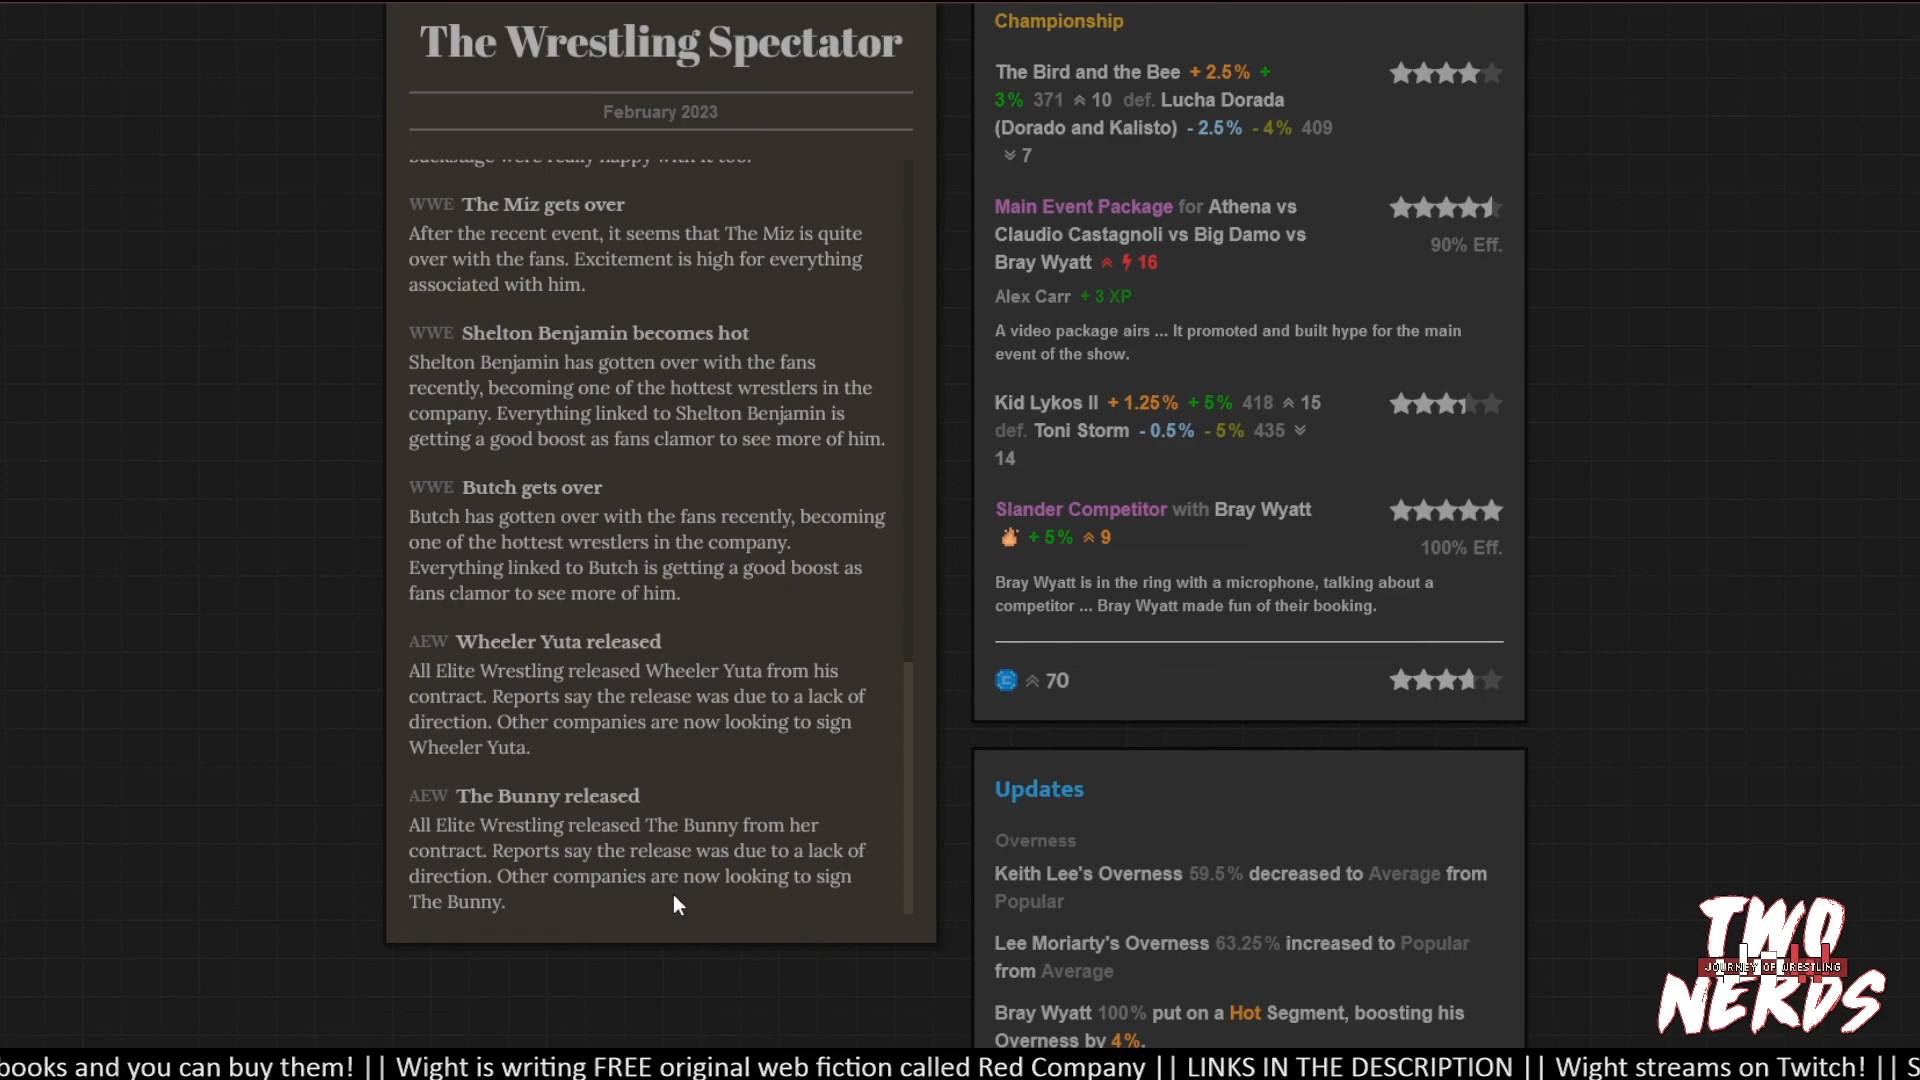 The Wrestling Spectator
February 2023
backstage were really happy with it too.
WWE The Miz gets over
After the recent event, it seems that The Miz is quite
over with the fans. Excitement is high for everything
associated with him.
WWE Shelton Benjamin becomes hot
Shelton Benjamin has gotten over with the fans
recently, becoming one of the hottest wrestlers in the
company. Everything linked to Shelton Benjamin is
getting a good boost as fans clamor to see more of him.
WWE Butch gets over
Butch has gotten over with the fans recently, becoming
one of the hottest wrestlers in the company.
Everything linked to Butch is getting a good boost as
fans clamor to see more of him.
AEW Wheeler Yuta released
All Elite Wrestling released Wheeler Yuta from his
contract. Reports say the release was due to a lack of
direction. Other companies are now looking to sign
Wheeler Yuta.
AEW The Bunny released
All Elite Wrestling released The Bunny from her
contract. Reports say the release was due to a lack of
direction. Other companies are now looking to sign
The Bunny.
Championship
The Bird and the Bee + 2.5% +
3% 371 10 def. Lucha Dorada
(Dorado and Kalisto) - 2.5% - 4% 409
7
Main Event Package for Athena vs
Claudio Castagnoli vs Big Damo vs
Bray Wyatt 16
90% Eff.
Alex Carr + 3 XP
A video package airs ... It promoted and built hype for the main
event of the show.
Kid Lykos II + 1.25% + 5% 418 15
def. Toni Storm - 0.5% - 5% 435
14
Slander Competitor with Bray Wyatt
+ 5% 9
100% Eff.
Bray Wyatt is in the ring with a microphone, talking about a
competitor ... Bray Wyatt made fun of their booking.
70
Updates
Overness
Keith Lee's Overness 59.5% decreased to Average from
Popular
Lee Moriarty's Overness 63.25% increased to Popular
from Average
Bray Wyatt 100% put on a Hot Segment, boosting his
Overness by 4%.
TWO
JOURNEY OF WRESTLING
NERDS
books and you can buy them! || Wight is writing FREE original web fiction called Red Company || LINKS IN THE DESCRIPTION || Wight streams on Twitch! || S